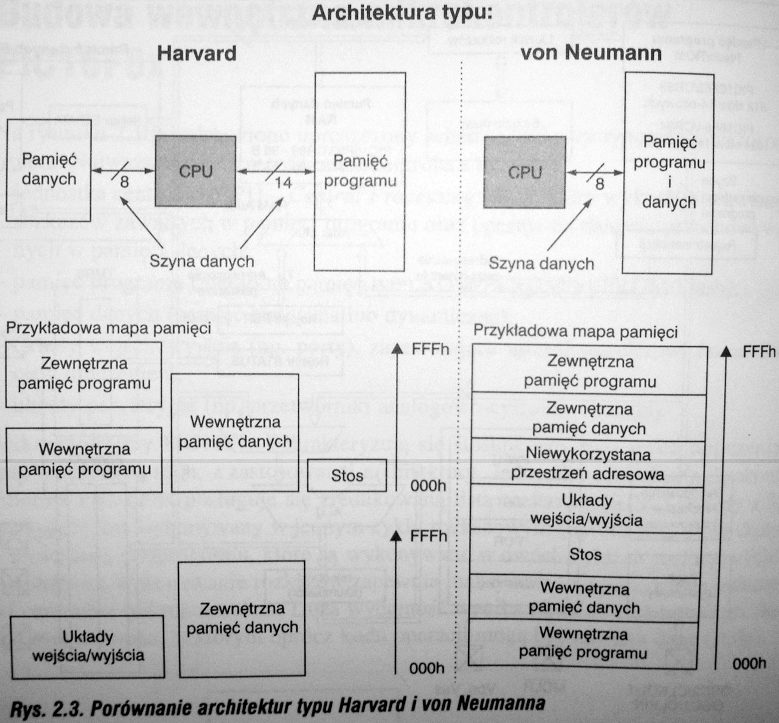 Architektura typu:
Harvard
von Neumann
Pamięć
danych
8
CPU
14
Pamięć
programu
Szyna danych
CPU
8
Pamięć
programu
i
danych
Szyna danych
Przykładowa mapa pamięci
Zewnętrzna
pamięć programu
Wewnętrzna
pamięć programu
Wewnętrzna
pamięć danych
Stos
FFFh
000h
Układy
wejścia/wyjścia
Zewnętrzna
pamięć danych
FFFh
000h
Przykładowa mapa pamięci
Zewnętrzna
pamięć programu
Zewnętrzna
pamięć danych
Niewykorzystana
przestrzeń adresowa
Układy
wejścia/wyjścia
Stos
Wewnętrzna
pamięć danych
Wewnętrzna
pamięć programu
FFFh
000h
Rys. 2.3. Porównanie architektur typu Harvard i von Neumanna